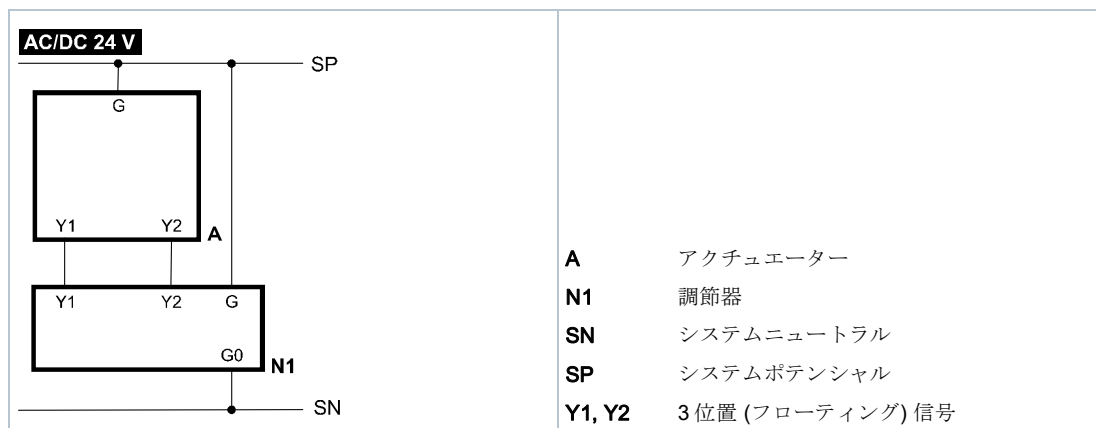 AC/DC 24 V
SP
G
Y1 Y2 A
Y1 Y2 G
G0 N1
SN
A アクチュエーター
N1 調節器
SN システムニュートラル
SP システムポテンシャル
Y1, Y2 3 位置 (フローティング) 信号